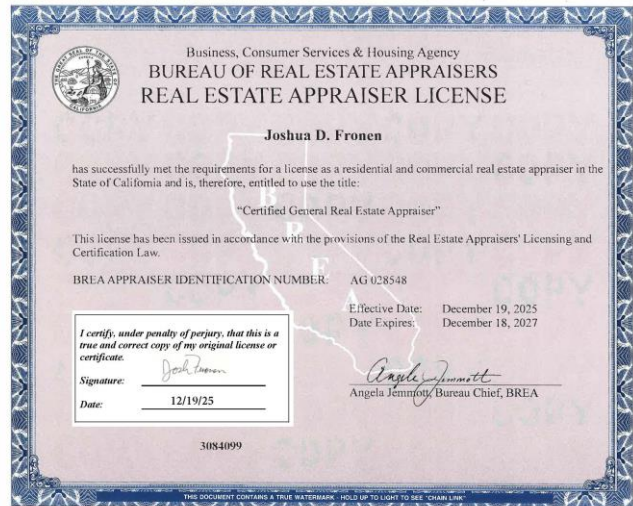 Business, Consumer Services & Housing Agency
BUREAU OF REAL ESTATE APPRAISERS
REAL ESTATE APPRAISER LICENSE
Joshua D. Fronen
has successfully met the requirements for a license as a residential and commercial real estate appraiser in the
State of California and is, therefore, entitled to use the title:
“Certified General Real Estate Appraiser”
This license has been issued in accordance with the provisions of the Real Estate Appraisers' Licensing and
Certification Law.
BREA APPRAISER IDENTIFICATION NUMBER: AG 028548
Effective Date: December 19, 2025
Date Expires: December 18, 2027
I certify, under penalty of perjury, that this is a
true and correct copy of my original license or
certificate.
Signature: Josh Fronen
Date: 12/19/25
Angela Jemmott
Angela Jemmott, Bureau Chief, BREA
3084099
THIS DOCUMENT CONTAINS A TRUE WATERMARK - HOLD UP TO LIGHT TO SEE "CHAIN LINK"
BREA